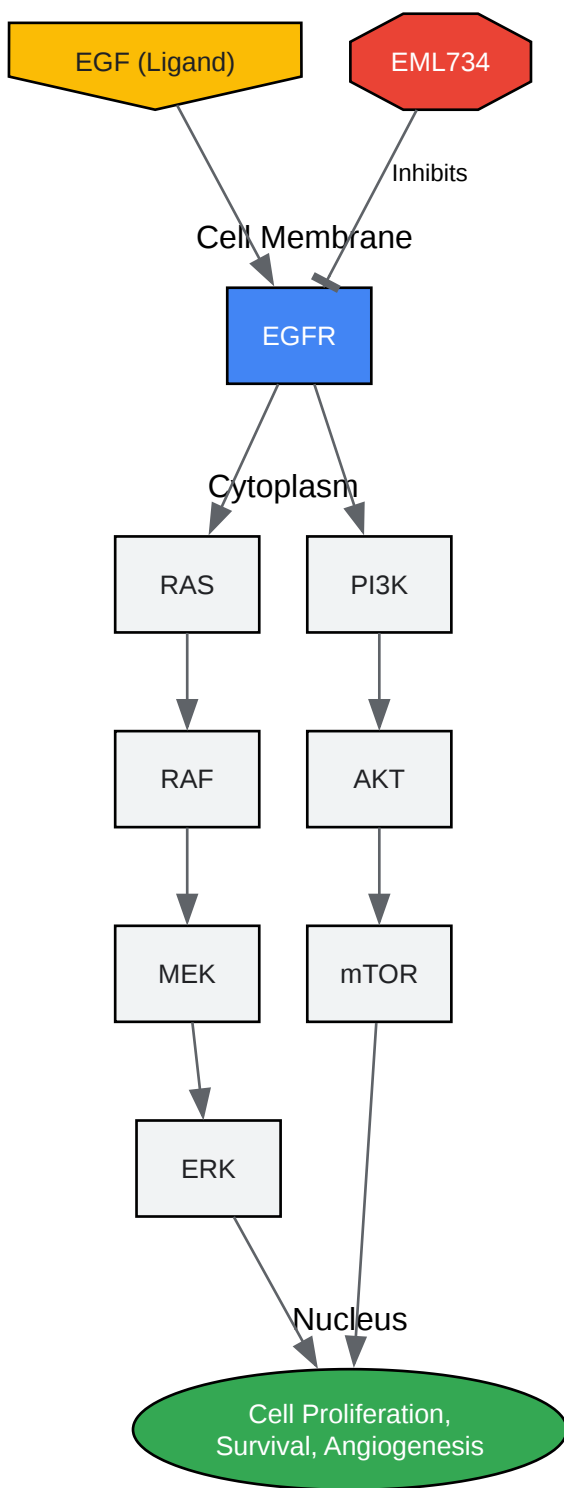 EGF (Ligand)
EML734
Inhibits
Cell Membrane
EGFR
Cytoplasm
RAS
PI3K
RAF
AKT
MEK
mTOR
ERK
Nucleus
Cell Proliferation,
Survival, Angiogenesis